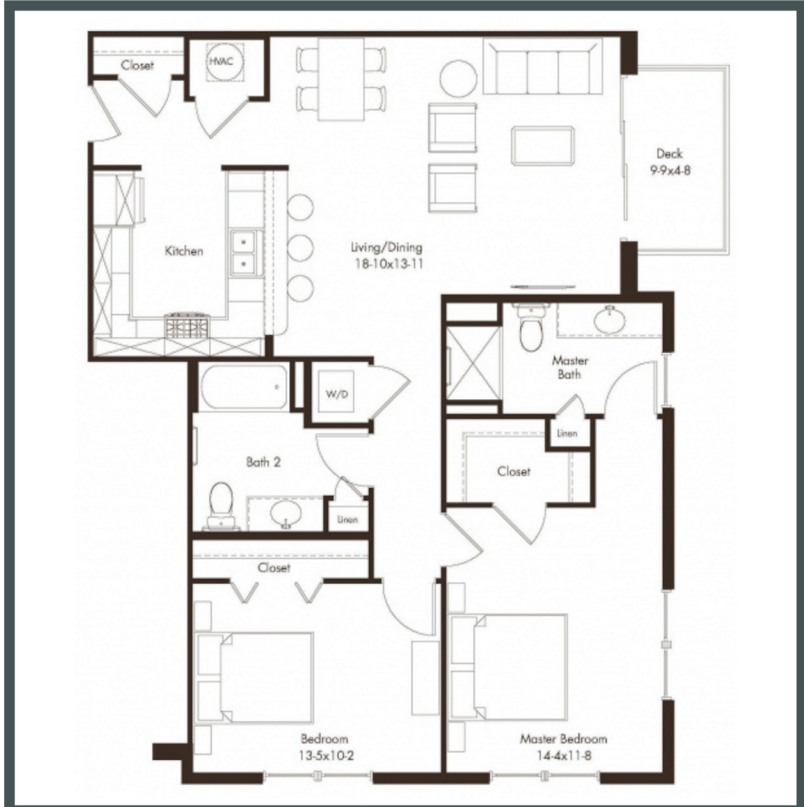 Closet
HVAC
Deck
9-9x4-8
Kitchen
Living/Dining
18-10x13-11
Master
Bath
W/D
Linen
Bath 2
Closet
Linen
Closet
Bedroom
13-5x10-2
Master Bedroom
14-4x11-8